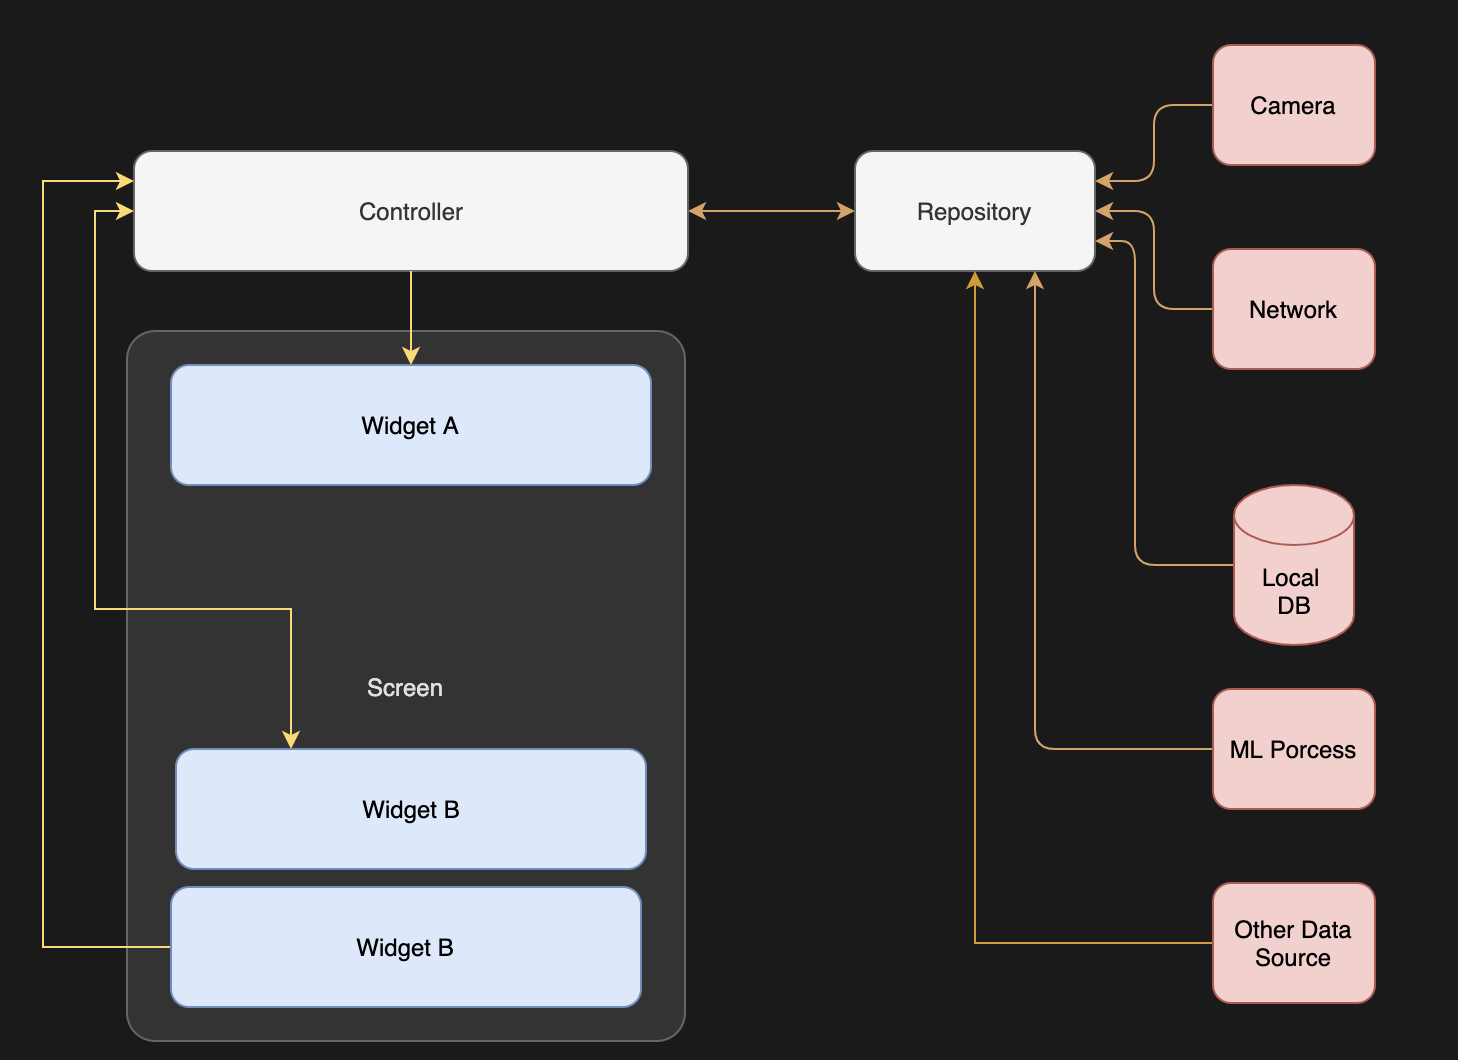 Camera
Controller
Repository
Network
Widget A
Local
DB
Screen
ML Porcess
Widget B
Other Data
Source
Widget B